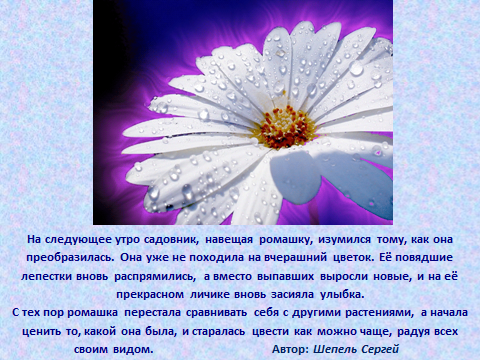 На следующее утро садовник, навещая ромашку, изумился тому, как она
преобразилась. Она уже не походила на вчерашний цветок. Её повядшие
лепестки вновь распрямились, а вместо выпавших выросли новые, и на её
прекрасном личике вновь засияла улыбка.
С тех пор ромашка перестала сравнивать себя с другими растениями, а начала
ценить то, какой она была, и старалась цвести как можно чаще, радуя всех
своим видом. Автор: Шепель Сергей